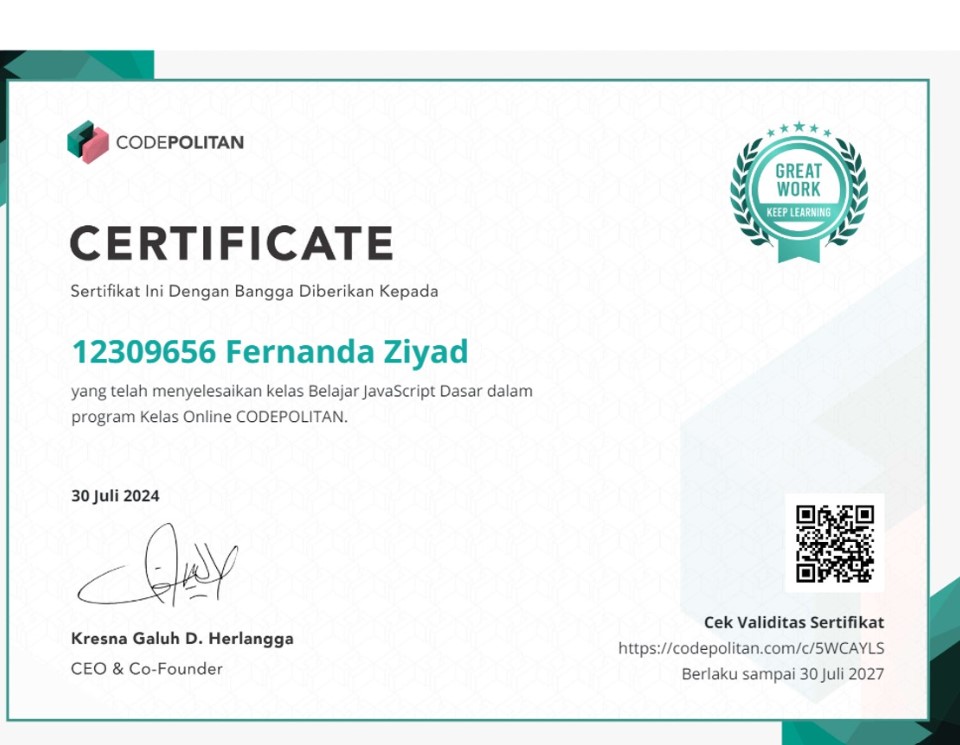 CODEPOLITAN
GREAT
WORK
KEEP LEARNING
CERTIFICATE
Sertifikat Ini Dengan Bangga Diberikan Kepada
12309656 Fernanda Ziyad
yang telah menyelesaikan kelas Belajar JavaScript Dasar dalam
program Kelas Online CODEPOLITAN.
30 Juli 2024
Kresna Galuh D. Herlangga
CEO & Co-Founder
Cek Validitas Sertifikat
https://codepolitan.com/c/5WCAYLS
Berlaku sampai 30 Juli 2027